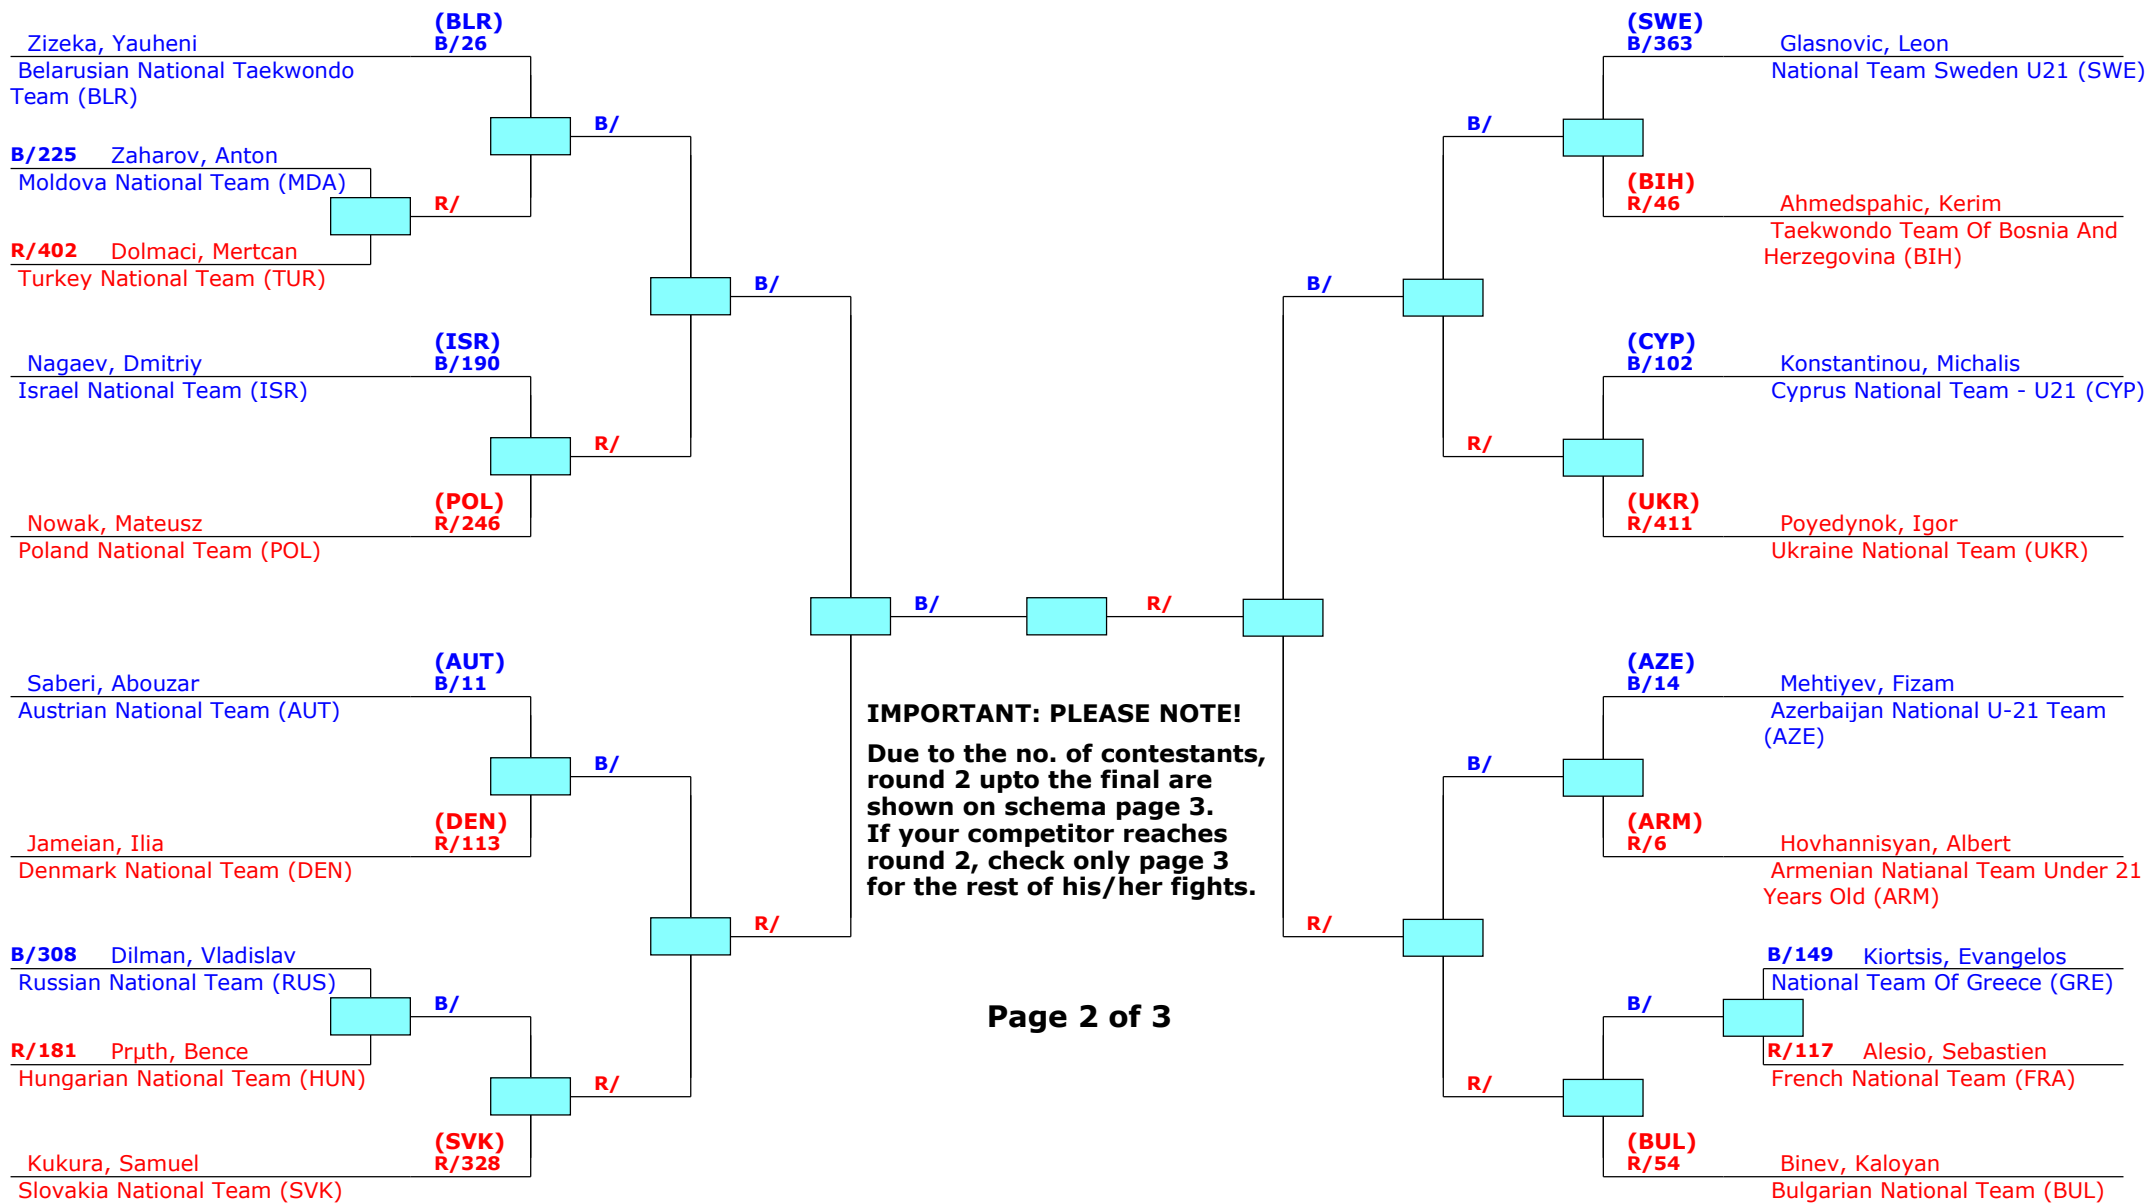 (BLR)
Zizeka, Yauheni B/26
Belarusian National Taekwondo
Team (BLR)
B/
B/225 Zaharov, Anton
Moldova National Team (MDA)
R/
R/402 Dolmaci, Mertcan
Turkey National Team (TUR)
B/
(ISR)
Nagaev, Dmitriy B/190
Israel National Team (ISR)
R/
(POL)
Nowak, Mateusz R/246
Poland National Team (POL)
B/
(AUT)
Saberi, Abouzar B/11
Austrian National Team (AUT)
B/
(DEN)
Jameian, Ilia R/113
Denmark National Team (DEN)
R/
B/308 Dilman, Vladislav
Russian National Team (RUS)
B/
R/181 Prµth, Bence
Hungarian National Team (HUN)
R/
(SVK)
Kukura, Samuel R/328
Slovakia National Team (SVK)
IMPORTANT: PLEASE NOTE!
Due to the no. of contestants,
round 2 upto the final are
shown on schema page 3.
If your competitor reaches
round 2, check only page 3
for the rest of his/her fights.
Page 2 of 3
(SWE)
B/363 Glasnovic, Leon
National Team Sweden U21 (SWE)
B/
(BIH)
R/46 Ahmedspahic, Kerim
Taekwondo Team Of Bosnia And
Herzegovina (BIH)
B/
(CYP)
B/102 Konstantinou, Michalis
Cyprus National Team - U21 (CYP)
R/
(UKR)
R/411 Poyedynok, Igor
Ukraine National Team (UKR)
R/
(AZE)
B/14 Mehtiyev, Fizam
Azerbaijan National U-21 Team
(AZE)
B/
(ARM)
R/6 Hovhannisyan, Albert
Armenian Natianal Team Under 21
Years Old (ARM)
R/
B/149 Kiortsis, Evangelos
National Team Of Greece (GRE)
B/
R/117 Alesio, Sebastien
French National Team (FRA)
R/
(BUL)
R/54 Binev, Kaloyan
Bulgarian National Team (BUL)